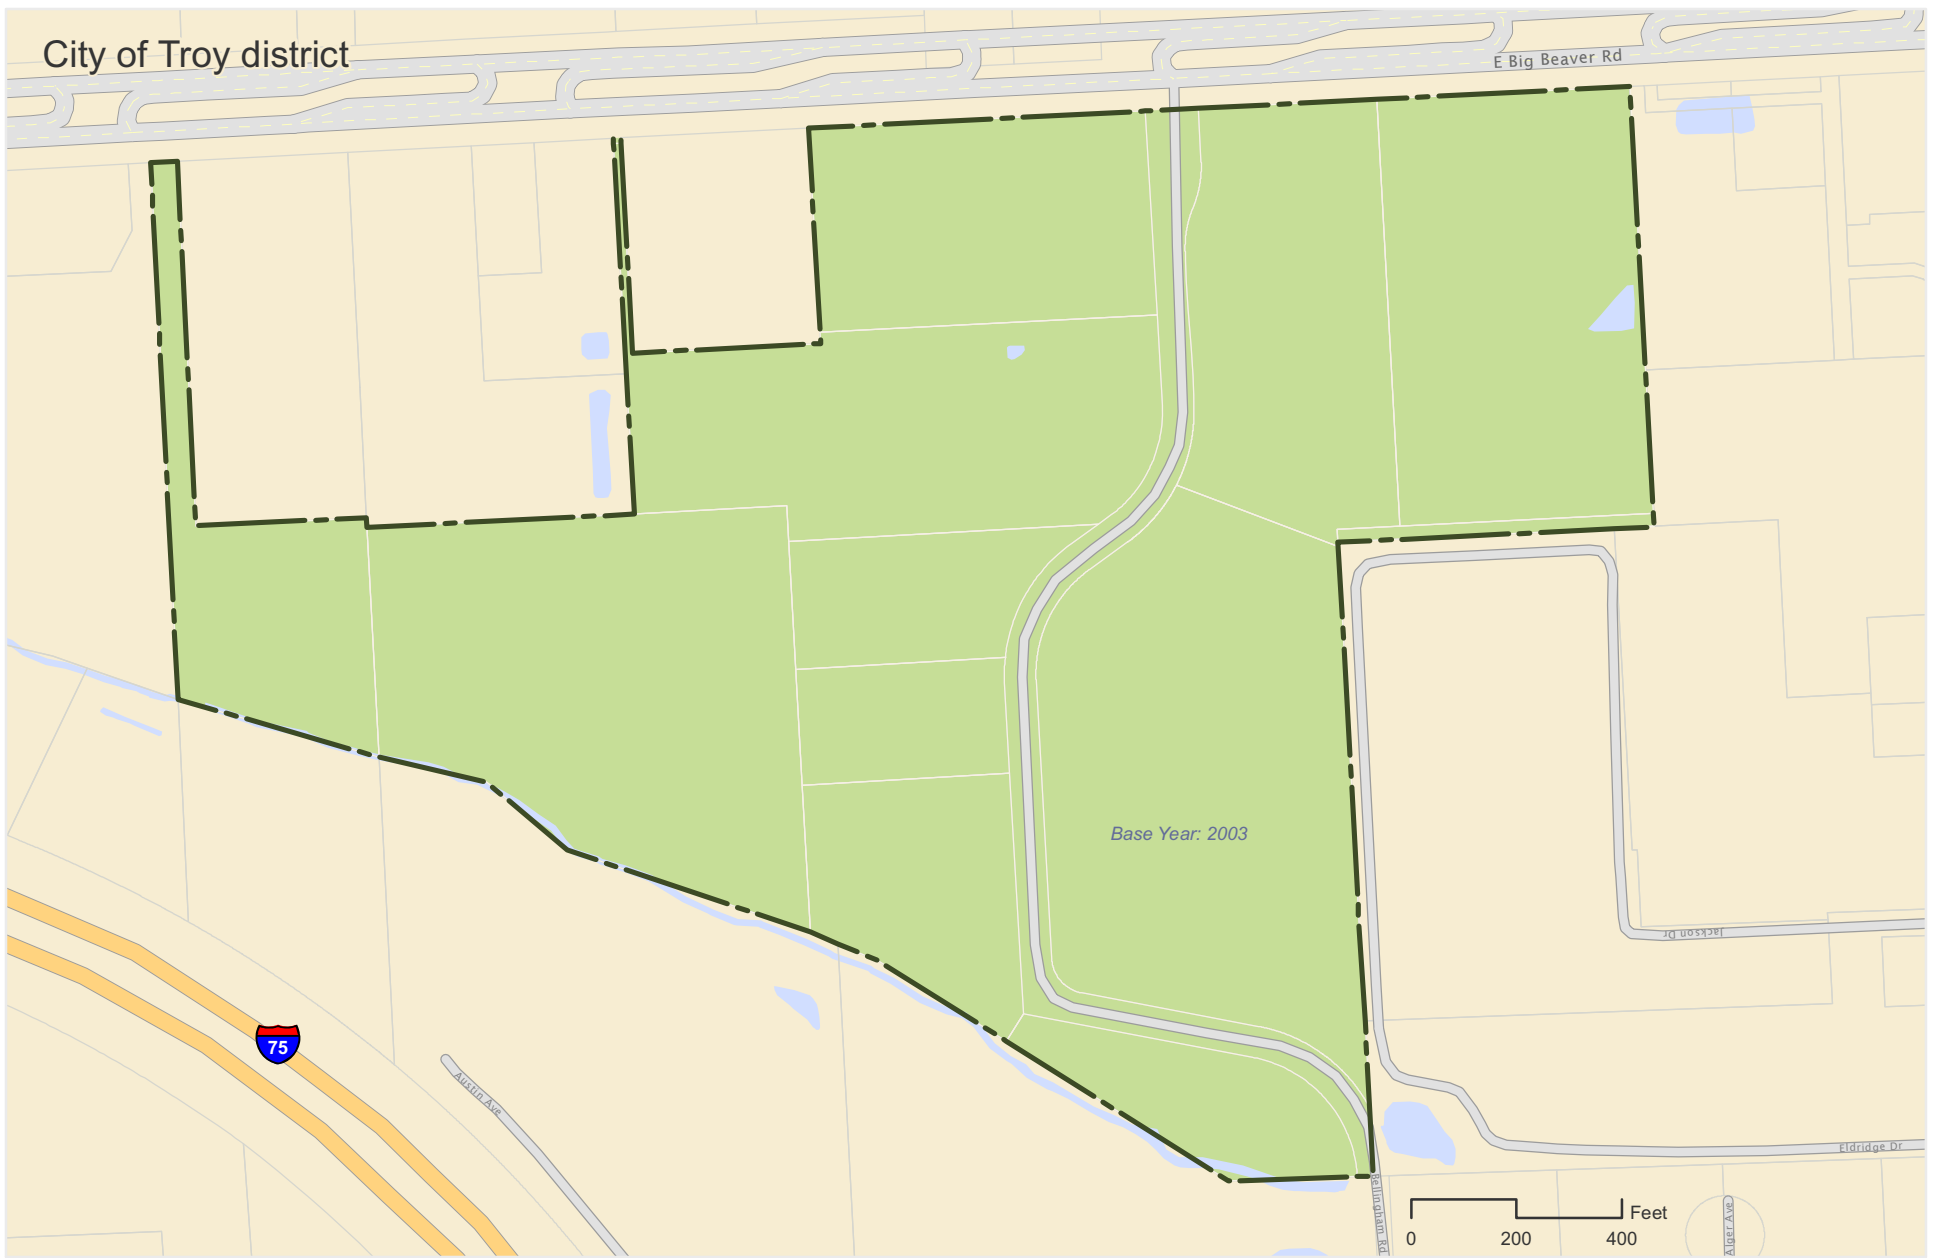 City of Troy district
E Big Beaver Rd
Base Year: 2003
Jackson Dr
75
Austin Ave
Eldridge Dr
Bellingham Rd
Alger Ave
Feet
0 200 400